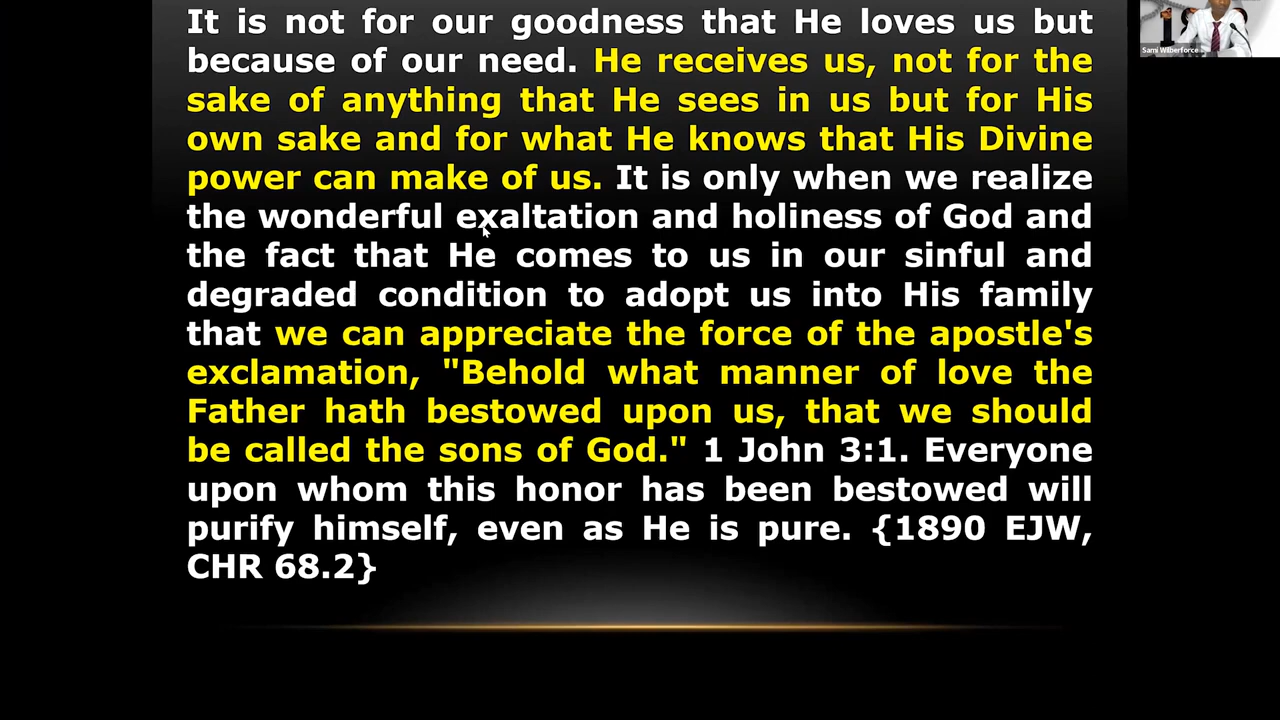 It is not for our goodness that He loves us but
because of our need. He receives us, not for the
sake of anything that He sees in us but for His
own sake and for what He knows that His Divine
power can make of us. It is only when we realize
the wonderful exaltation and holiness of God and
the fact that He comes to us in our sinful and
degraded condition to adopt us into His family
that we can appreciate the force of the apostle's
exclamation, "Behold what manner of love the
Father hath bestowed upon us, that we should
be called the sons of God." 1 John 3:1. Everyone
upon whom this honor has been bestowed will
purify himself, even as He is pure. {1890 EJW,
CHR 68.2}
Sami Wilberforce